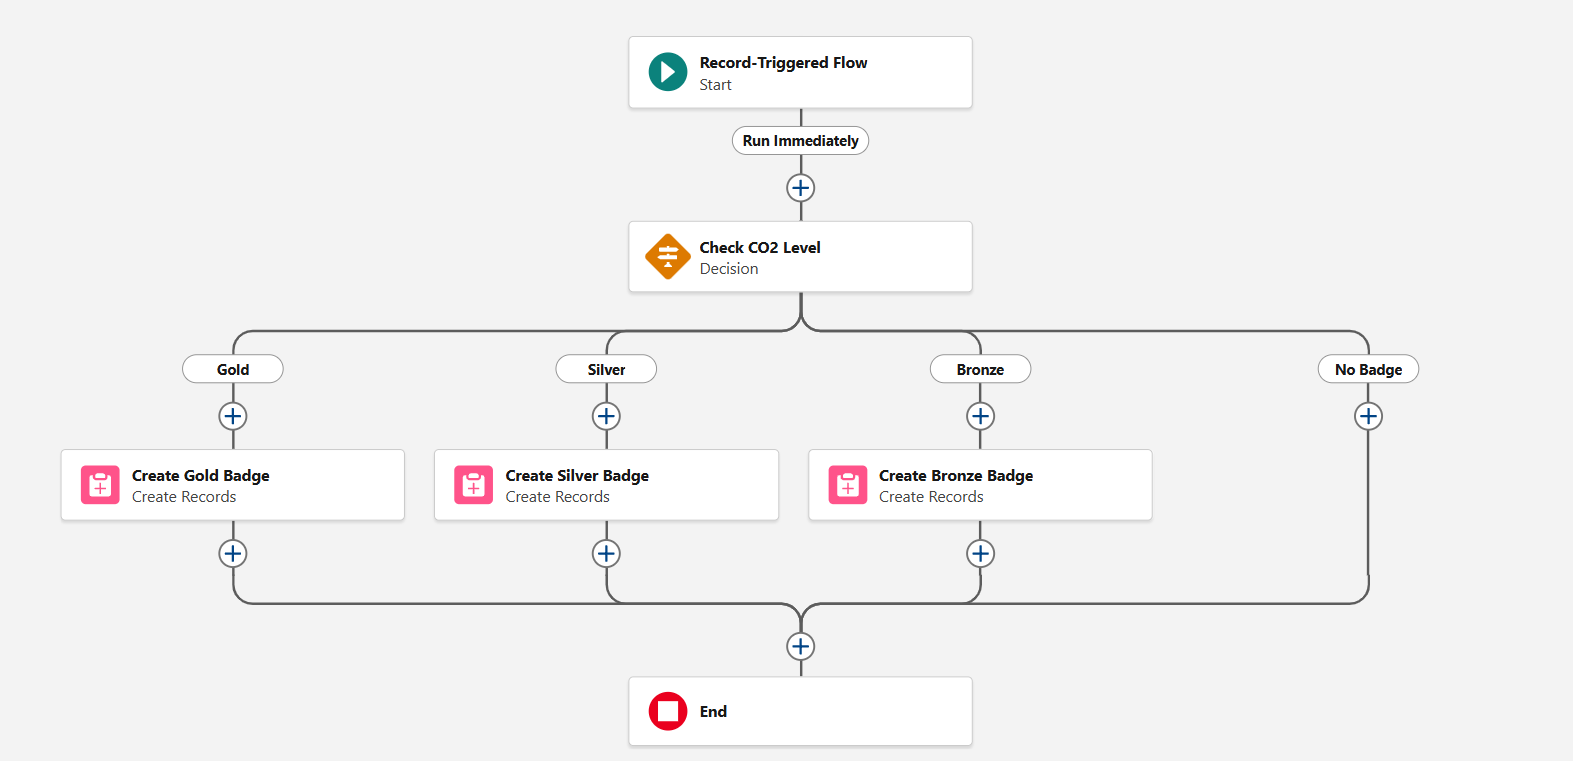 Record-Triggered Flow
Start
Run Immediately
Check CO2 Level
Decision
Gold
Silver
Bronze
No Badge
Create Gold Badge
Create Records
Create Silver Badge
Create Records
Create Bronze Badge
Create Records
End